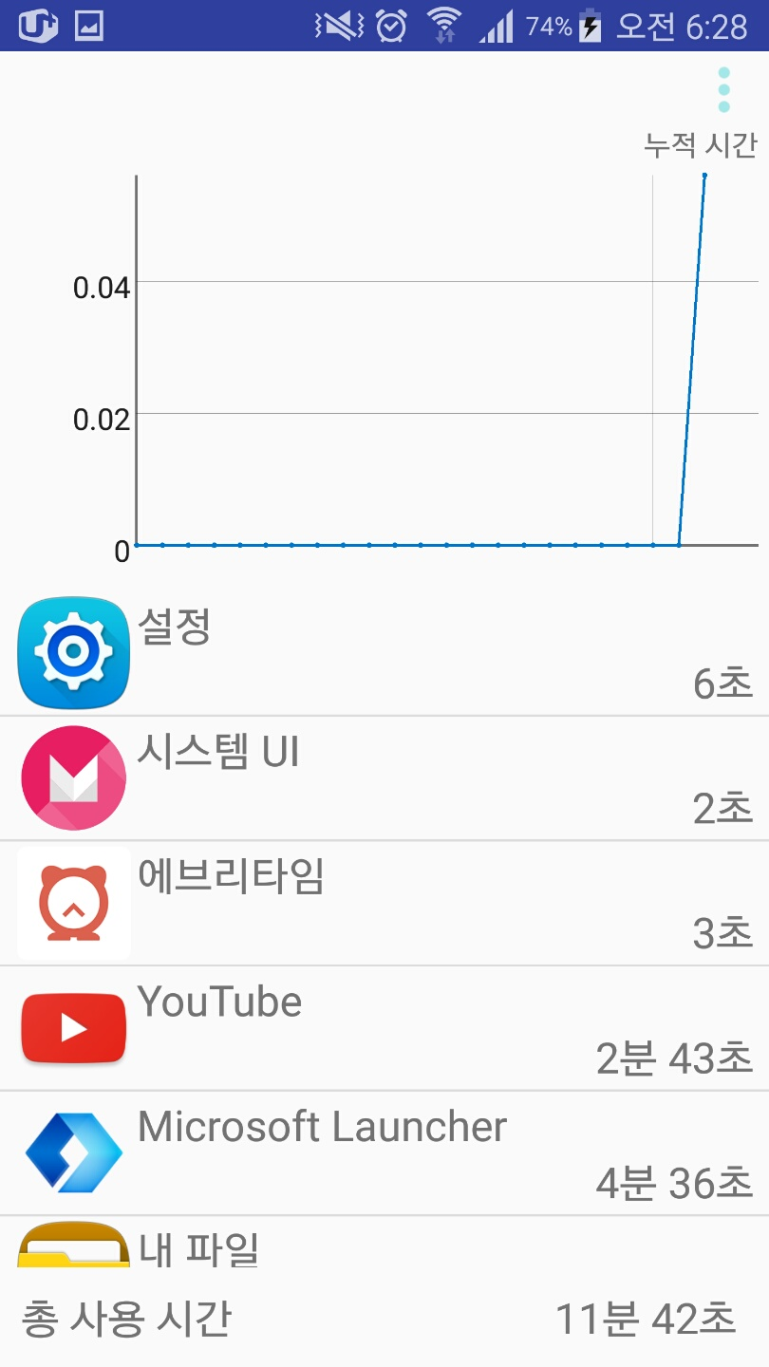 74% 오전 6:28
누적 시간
0.04
0.02
0
설정
6초
시스템 UI
2초
에브리타임
3초
YouTube
2분 43초
Microsoft Launcher
4분 36초
내 파일
총 사용 시간 11분 42초